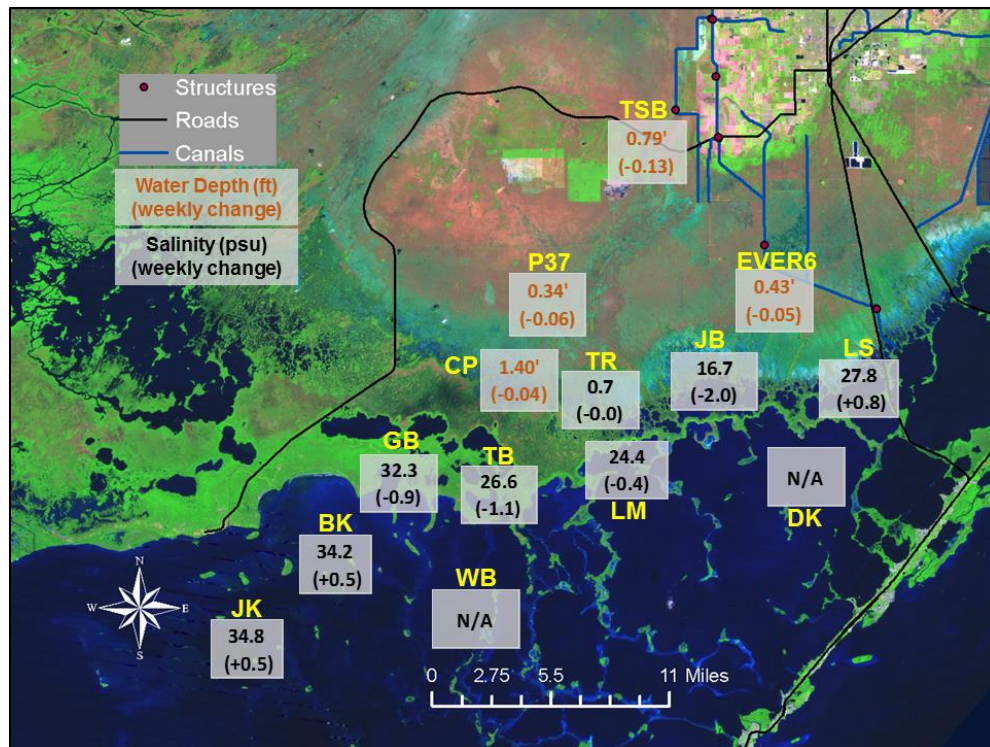 Structures
Roads
Canals
Water Depth (ft)
(weekly change)
Salinity (psu)
(weekly change)
TSB
0.79'
(-0.13)
P37
0.34'
(-0.06)
EVER6
0.43'
(-0.05)
CP
1.40'
(-0.04)
TR
0.7
(-0.0)
JB
16.7
(-2.0)
LS
27.8
(+0.8)
GB
32.3
(-0.9)
TB
26.6
(-1.1)
24.4
(-0.4)
LM
N/A
DK
BK
34.2
(+0.5)
WB
N/A
JK
34.8
(+0.5)
N
W E
S
0 2.75 5.5 11 Miles